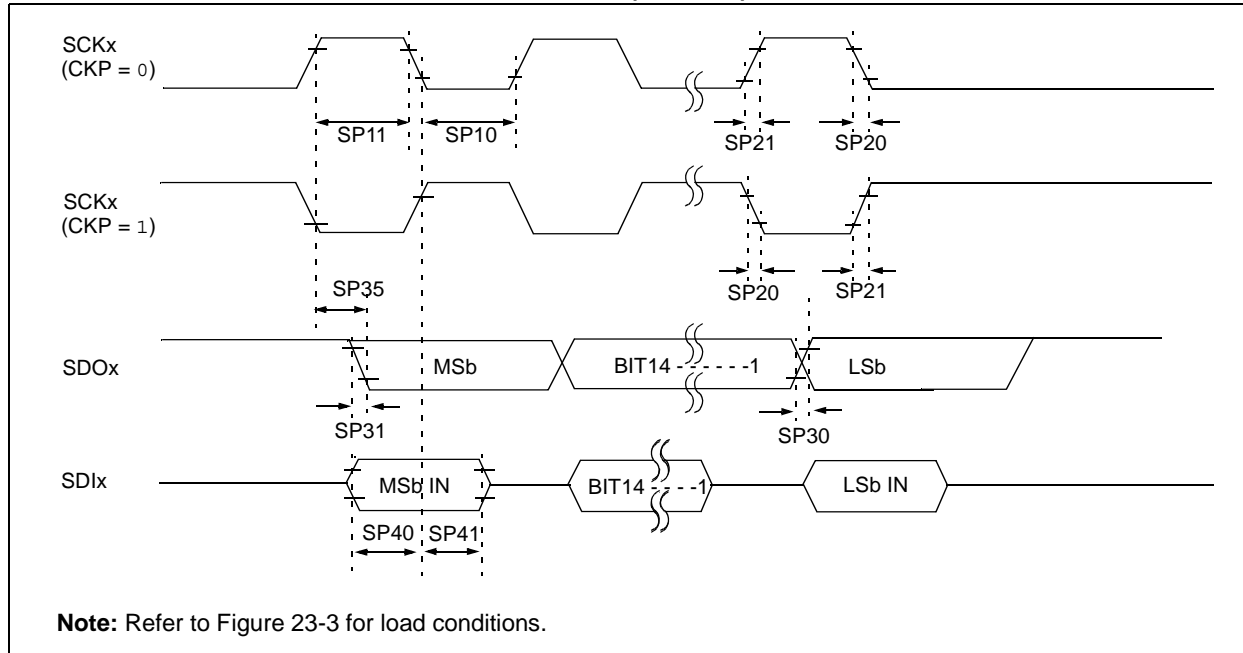 SCKx
(CKP = 0)
SP11
SP10
SP21
SP20
SCKx
(CKP = 1)
SP35
SP20
SP21
SDOx
MSb
BIT14 - - - - - -1
LSb
SP31
SP30
SDIx
MSb IN
BIT14 - - - -1
LSb IN
SP40
SP41
Note: Refer to Figure 23-3 for load conditions.